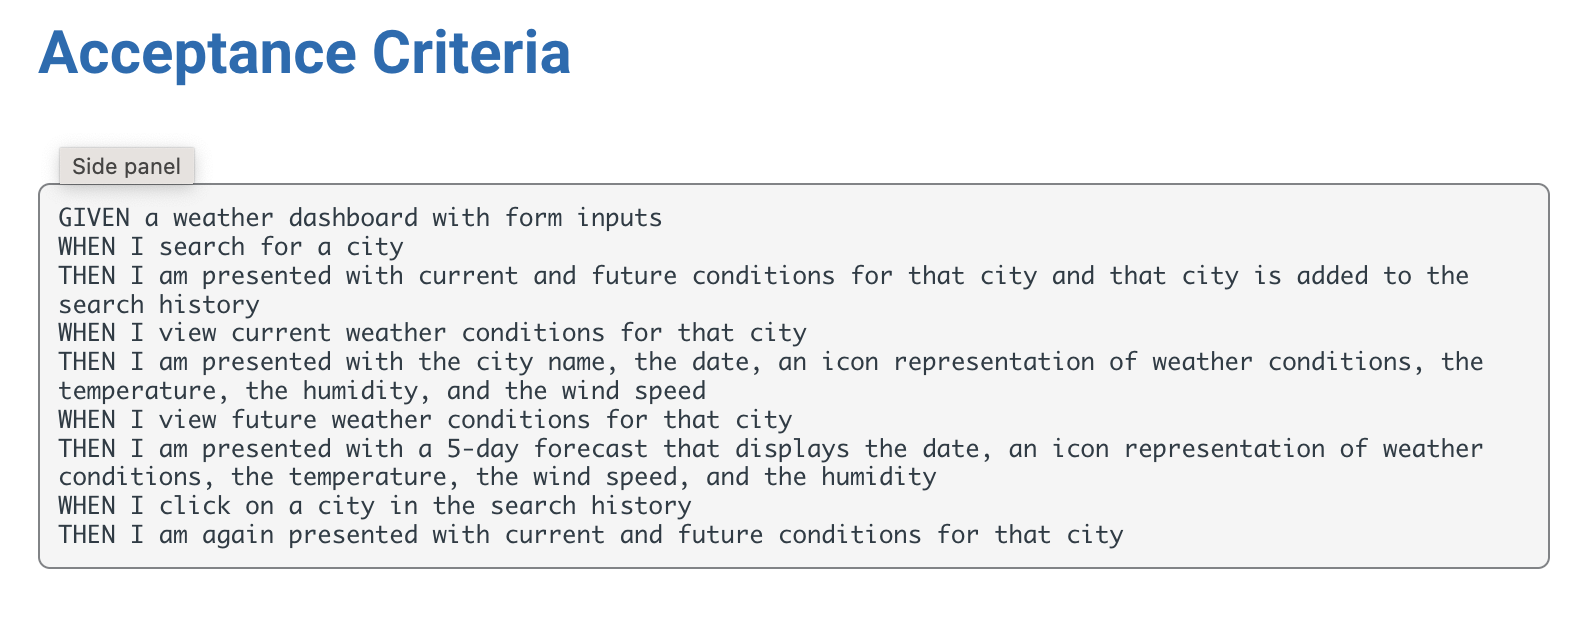 Acceptance Criteria
Side panel
GIVEN a weather dashboard with form inputs
WHEN I search for a city
THEN I am presented with current and future conditions for that city and that city is added to the
search history
WHEN I view current weather conditions for that city
THEN I am presented with the city name, the date, an icon representation of weather conditions, the
temperature, the humidity, and the wind speed
WHEN I view future weather conditions for that city
THEN I am presented with a 5-day forecast that displays the date, an icon representation of weather
conditions, the temperature, the wind speed, and the humidity
WHEN I click on a city in the search history
THEN I am again presented with current and future conditions for that city